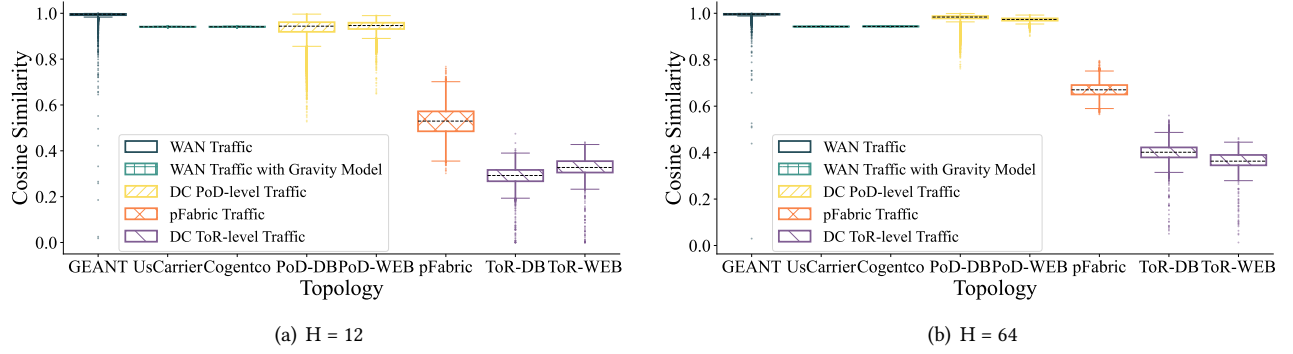 Cosine Similarity
1.0
0.8
0.6
0.4
0.2
0.0
WAN Traffic
WAN Traffic with Gravity Model
DC PoD-level Traffic
pFabric Traffic
DC ToR-level Traffic
GEANT UsCarrier Cogentco PoD-DB PoD-WEB pFabric ToR-DB ToR-WEB
Topology
(a) H = 12
Cosine Similarity
1.0
0.8
0.6
0.4
0.2
0.0
WAN Traffic
WAN Traffic with Gravity Model
DC PoD-level Traffic
pFabric Traffic
DC ToR-level Traffic
GEANT UsCarrier Cogentco PoD-DB PoD-WEB pFabric ToR-DB ToR-WEB
Topology
(b) H = 64